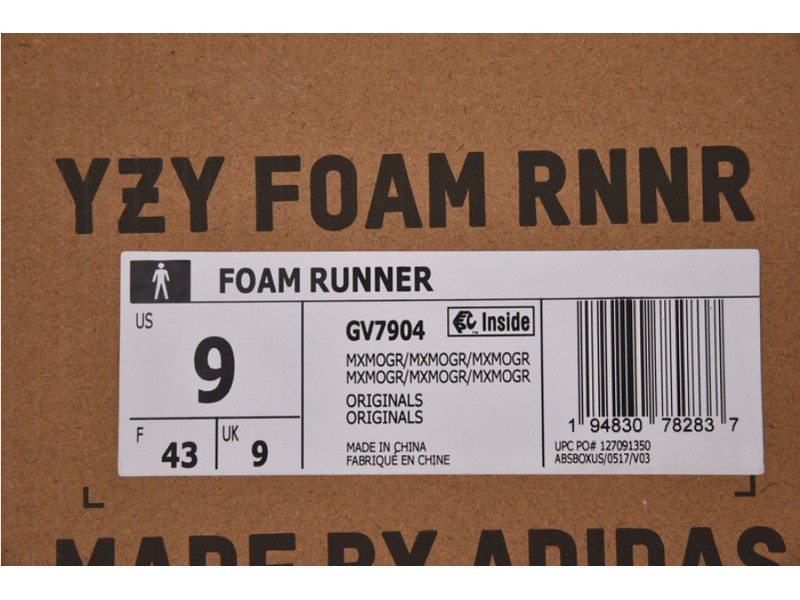 YZY FOAM RNNR
FOAM RUNNER
US
9
F
43
UK
9
GV7904
EC Inside
MXMOGR/MXMOGR/MXMOGR
MXMOGR/MXMOGR/MXMOGR
ORIGINALS
ORIGINALS
MADE IN CHINA
FABRIQUÉ EN CHINE
1 94830 78283 7
UPC PO# 127091350
ABSBOXUS/0517/V03
MADE BY ADIDAS